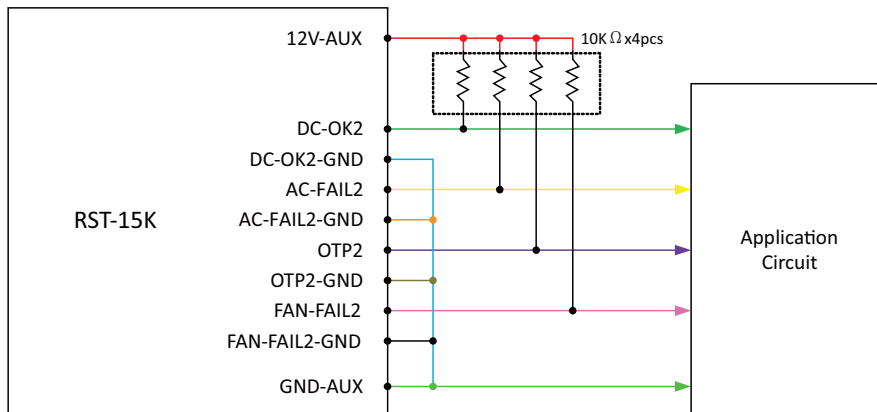 12V-AUX
10K Ω x4pcs
DC-OK2
DC-OK2-GND
AC-FAIL2
RST-15K
AC-FAIL2-GND
OTP2
Application
Circuit
OTP2-GND
FAN-FAIL2
FAN-FAIL2-GND
GND-AUX